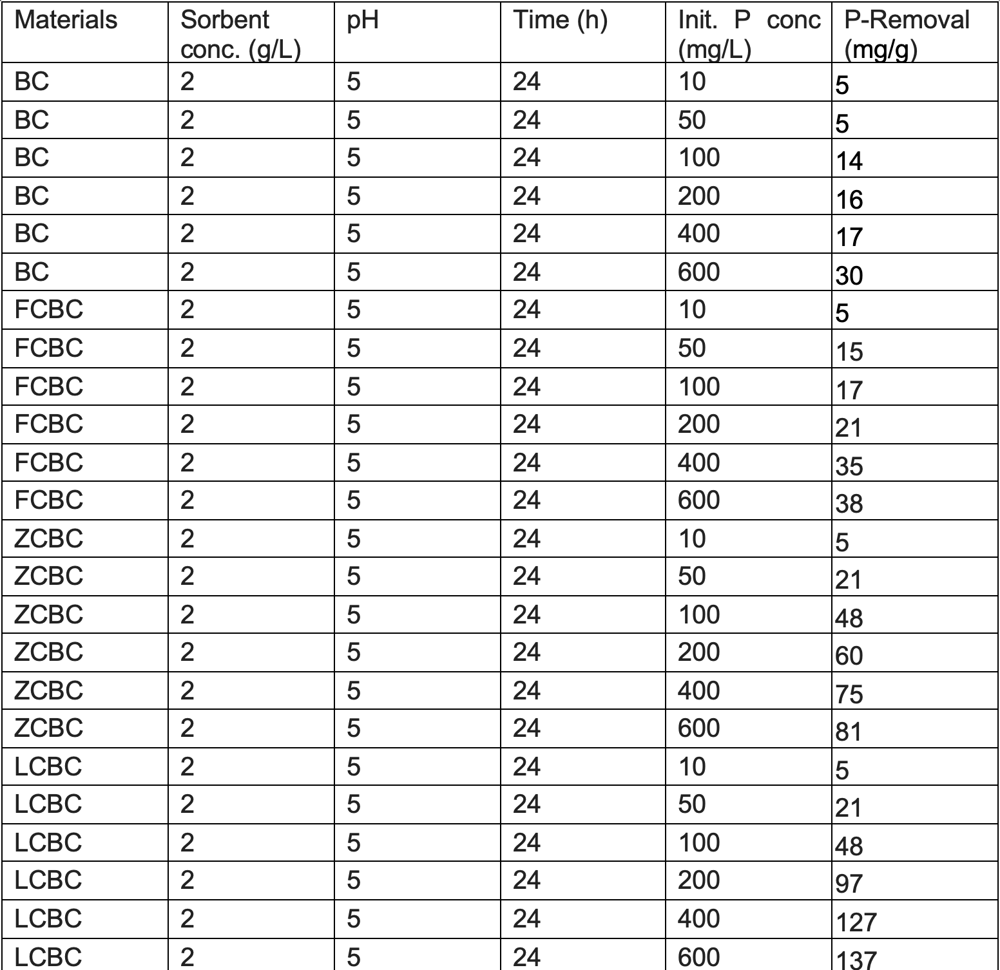 Materials Sorbent conc. (g/L) pH Time (h) Init. P conc (mg/L) P-Removal (mg/g)
BC 2 5 24 10 5
BC 2 5 24 50 5
BC 2 5 24 100 14
BC 2 5 24 200 16
BC 2 5 24 400 17
BC 2 5 24 600 30
FCBC 2 5 24 10 5
FCBC 2 5 24 50 15
FCBC 2 5 24 100 17
FCBC 2 5 24 200 21
FCBC 2 5 24 400 35
FCBC 2 5 24 600 38
ZCBC 2 5 24 10 5
ZCBC 2 5 24 50 21
ZCBC 2 5 24 100 48
ZCBC 2 5 24 200 60
ZCBC 2 5 24 400 75
ZCBC 2 5 24 600 81
LCBC 2 5 24 10 5
LCBC 2 5 24 50 21
LCBC 2 5 24 100 48
LCBC 2 5 24 200 97
LCBC 2 5 24 400 127
LCBC 2 5 24 600 137